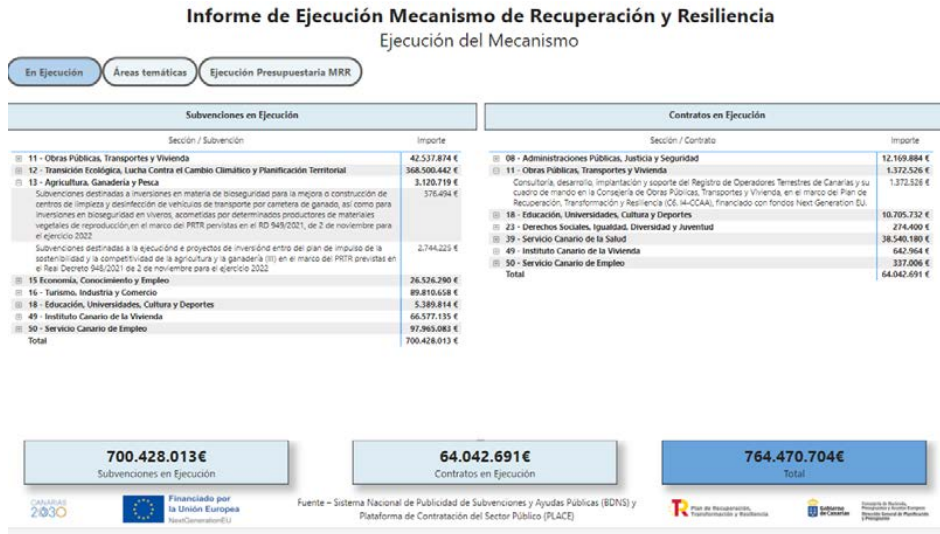 Informe de Ejecución Mecanismo de Recuperación y Resiliencia
Ejecución del Mecanismo
En Ejecución
Áreas temáticas
Ejecución Presupuestaria MRR
Subvenciones en Ejecución
Sección / Subvención Importe
11 - Obras Públicas, Transportes y Vivienda 42.537.874 €
12 - Transición Ecológica, Lucha Contra el Cambio Climático y Planificación Territorial 368.500.442 €
13 - Agricultura, Ganadería y Pesca 3.120.719 €
Subvenciones destinadas a inversiones en materia de bioseguridad para la mejora o construcción de 376.494 €
centros de limpieza y desinfección de vehículos de transporte por carretera de ganado, así como para
inversiones en bioseguridad en viveros, acometidas por determinados productores de materiales
vegetales de reproducción,en el marco del PRTR pervistas en el RD 949/2021, de 2 de noviembre para
el ejercicio 2022
Subvenciones destinadas a la ejecuciónd e proyectos de inversiónd entro del plan de impulso de la 2.744.225 €
sostenibilidad y la competitividad de la agricultura y la ganadería (III) en el marco del PRTR previstas en
el Real Decreto 948/2021 de 2 de noviembre para el ejercicio 2022
15 Economía, Conocimiento y Empleo 26.526.290 €
16 - Turismo, Industria y Comercio 89.810.658 €
18 - Educación, Universidades, Cultura y Deportes 5.389.814 €
49 - Instituto Canario de la Vivienda 66.577.135 €
50 - Servicio Canario de Empleo 97.965.083 €
Total 700.428.013 €
Contratos en Ejecución
Sección / Contrato Importe
08 - Administraciones Públicas, Justicia y Seguridad 12.169.884 €
11 - Obras Públicas, Transportes y Vivienda 1.372.526 €
Consultoría, desarrollo, implantación y soporte del Registro de Operadores Terrestres de Canarias y su 1.372.526 €
cuadro de mando en la Consejería de Obras Públicas, Transportes y Vivienda, en el marco del Plan de
Recuperación, Transformación y Resiliencia (C6. I4-CCAA), financiado con fondos Next Generation EU.
18 - Educación, Universidades, Cultura y Deportes 10.705.732 €
23 - Derechos Sociales, Igualdad, Diversidad y Juventud 274.400 €
39 - Servicio Canario de la Salud 38.540.180 €
49 - Instituto Canario de la Vivienda 642.964 €
50 - Servicio Canario de Empleo 337.006 €
Total 64.042.691 €
700.428.013€
Subvenciones en Ejecución
64.042.691€
Contratos en Ejecución
764.470.704€
Total
CANARIAS
2030
Financiado por
la Unión Europea
NextGenerationEU
Fuente – Sistema Nacional de Publicidad de Subvenciones y Ayudas Públicas (BDNS) y
Plataforma de Contratación del Sector Público (PLACE)
Plan de Recuperación,
Transformación y Resiliencia
Gobierno
de Canarias